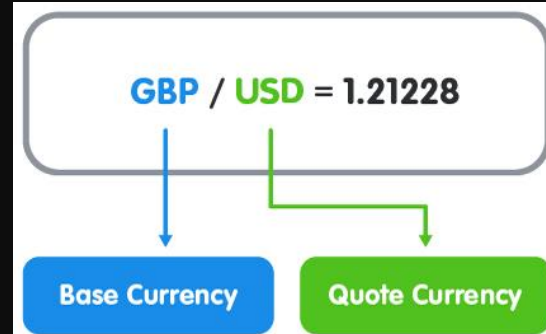 GBP / USD = 1.21228
Base Currency
Quote Currency